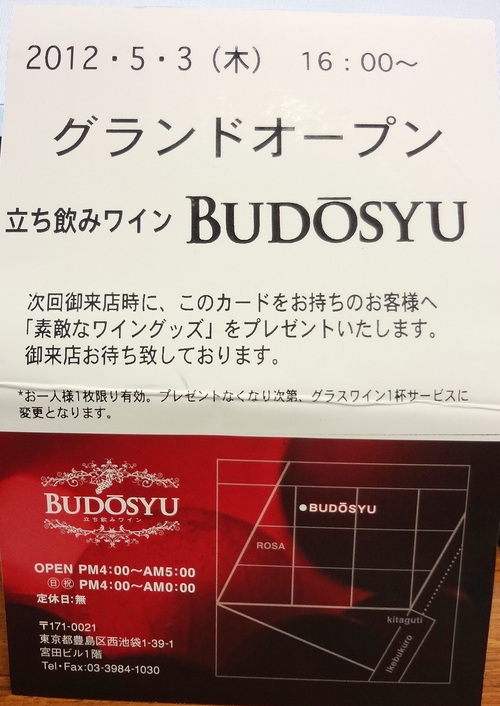 2012・5・3（木） 16：00～
グランドオープン
立ち飲みワイン BUDŌSYU
次回御来店時に、このカードをお持ちのお客様へ
「素敵なワイングッズ」をプレゼントいたします。
御来店お待ち致しております。
*お一人様1枚限り有効。プレゼントなくなり次第、グラスワイン1杯サービスに
変更となります。
BUDŌSYU
立ち飲みワイン
OPEN PM4:00～AM5:00
㊐㊗ PM4:00～AM0:00
定休日:無
〒171-0021
東京都豊島区西池袋1-39-1
宮田ビル1階
Tel・Fax:03-3984-1030
BUDŌSYU
ROSA
kitaguti
Ikebukuro